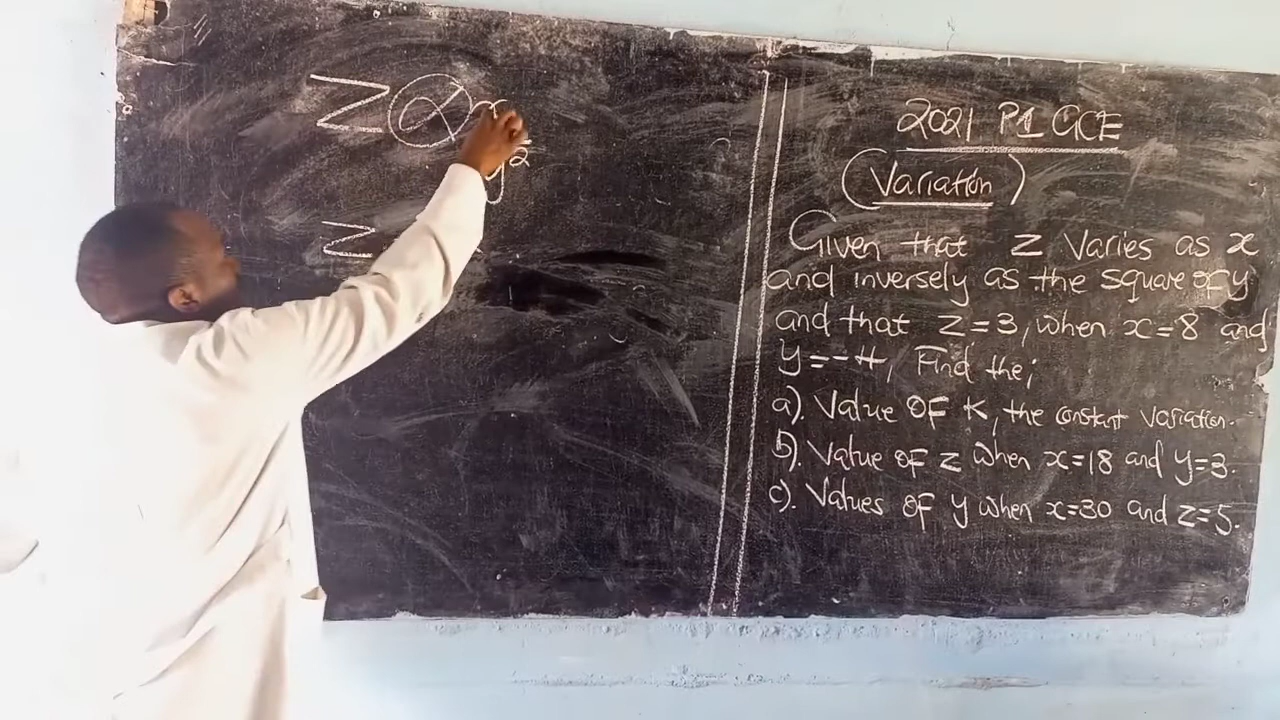 Z ∝ x
y²
Z
2021 P1 GCE
(Variation)
Given that Z Varies as x
and inversely as the square of y
and that Z=3, when x=8 and
y=-4, Find the;
a). Value OF K, the constant Variation.
b). Value OF Z when x=18 and y=3.
c). Values OF y when x=30 and Z=5.